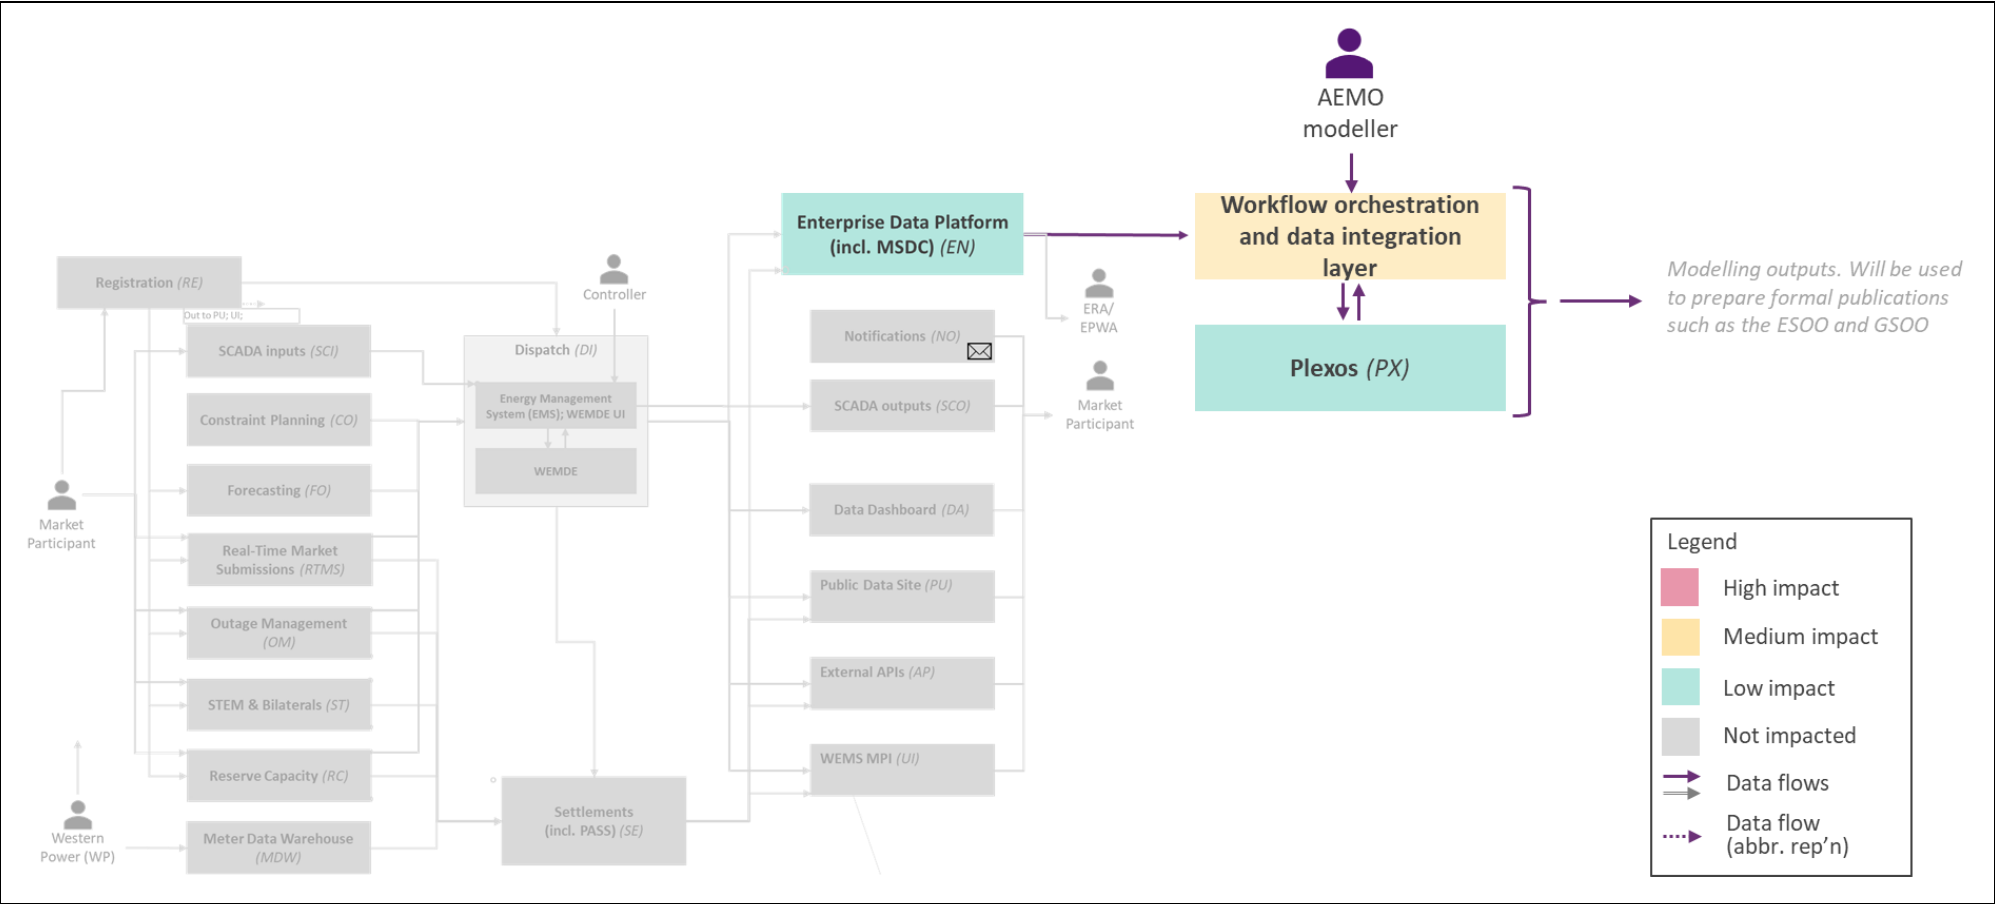 AEMO
modeller
Enterprise Data Platform
(incl. MSDC) (EN)
Workflow orchestration
and data integration
layer
Plexos (PX)
Modelling outputs. Will be used
to prepare formal publications
such as the ESOO and GSOO
Registration (RE)
Out to PU; UI;
SCADA inputs (SCI)
Constraint Planning (CO)
Forecasting (FO)
Real-Time Market
Submissions (RTMS)
Outage Management
(OM)
STEM & Bilaterals (ST)
Reserve Capacity (RC)
Meter Data Warehouse
(MDW)
Market
Participant
Western
Power (WP)
Controller
Dispatch (DI)
Energy Management
System (EMS); WEMDE UI
WEMDE
Settlements
(incl. PASS) (SE)
Notifications (NO)
SCADA outputs (SCO)
Data Dashboard (DA)
Public Data Site (PU)
External APIs (AP)
WEMS MPI (UI)
ERA/
EPWA
Market
Participant
Legend
High impact
Medium impact
Low impact
Not impacted
Data flows
Data flow
(abbr. rep’n)